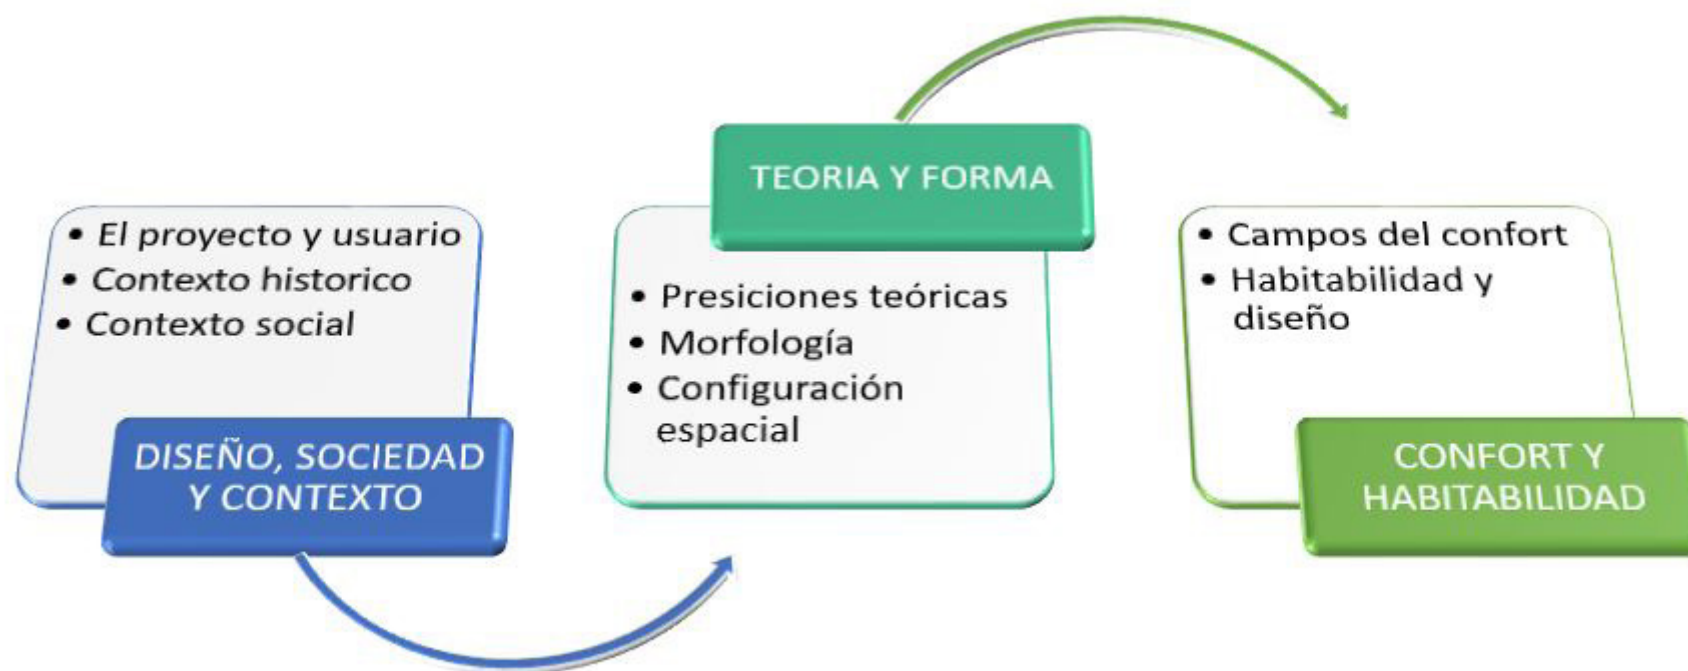 • El proyecto y usuario
• Contexto historico
• Contexto social
DISEÑO, SOCIEDAD
Y CONTEXTO
TEORIA Y FORMA
• Presiciones teóricas
• Morfología
• Configuración
espacial
• Campos del confort
• Habitabilidad y
diseño
CONFORT Y
HABITABILIDAD